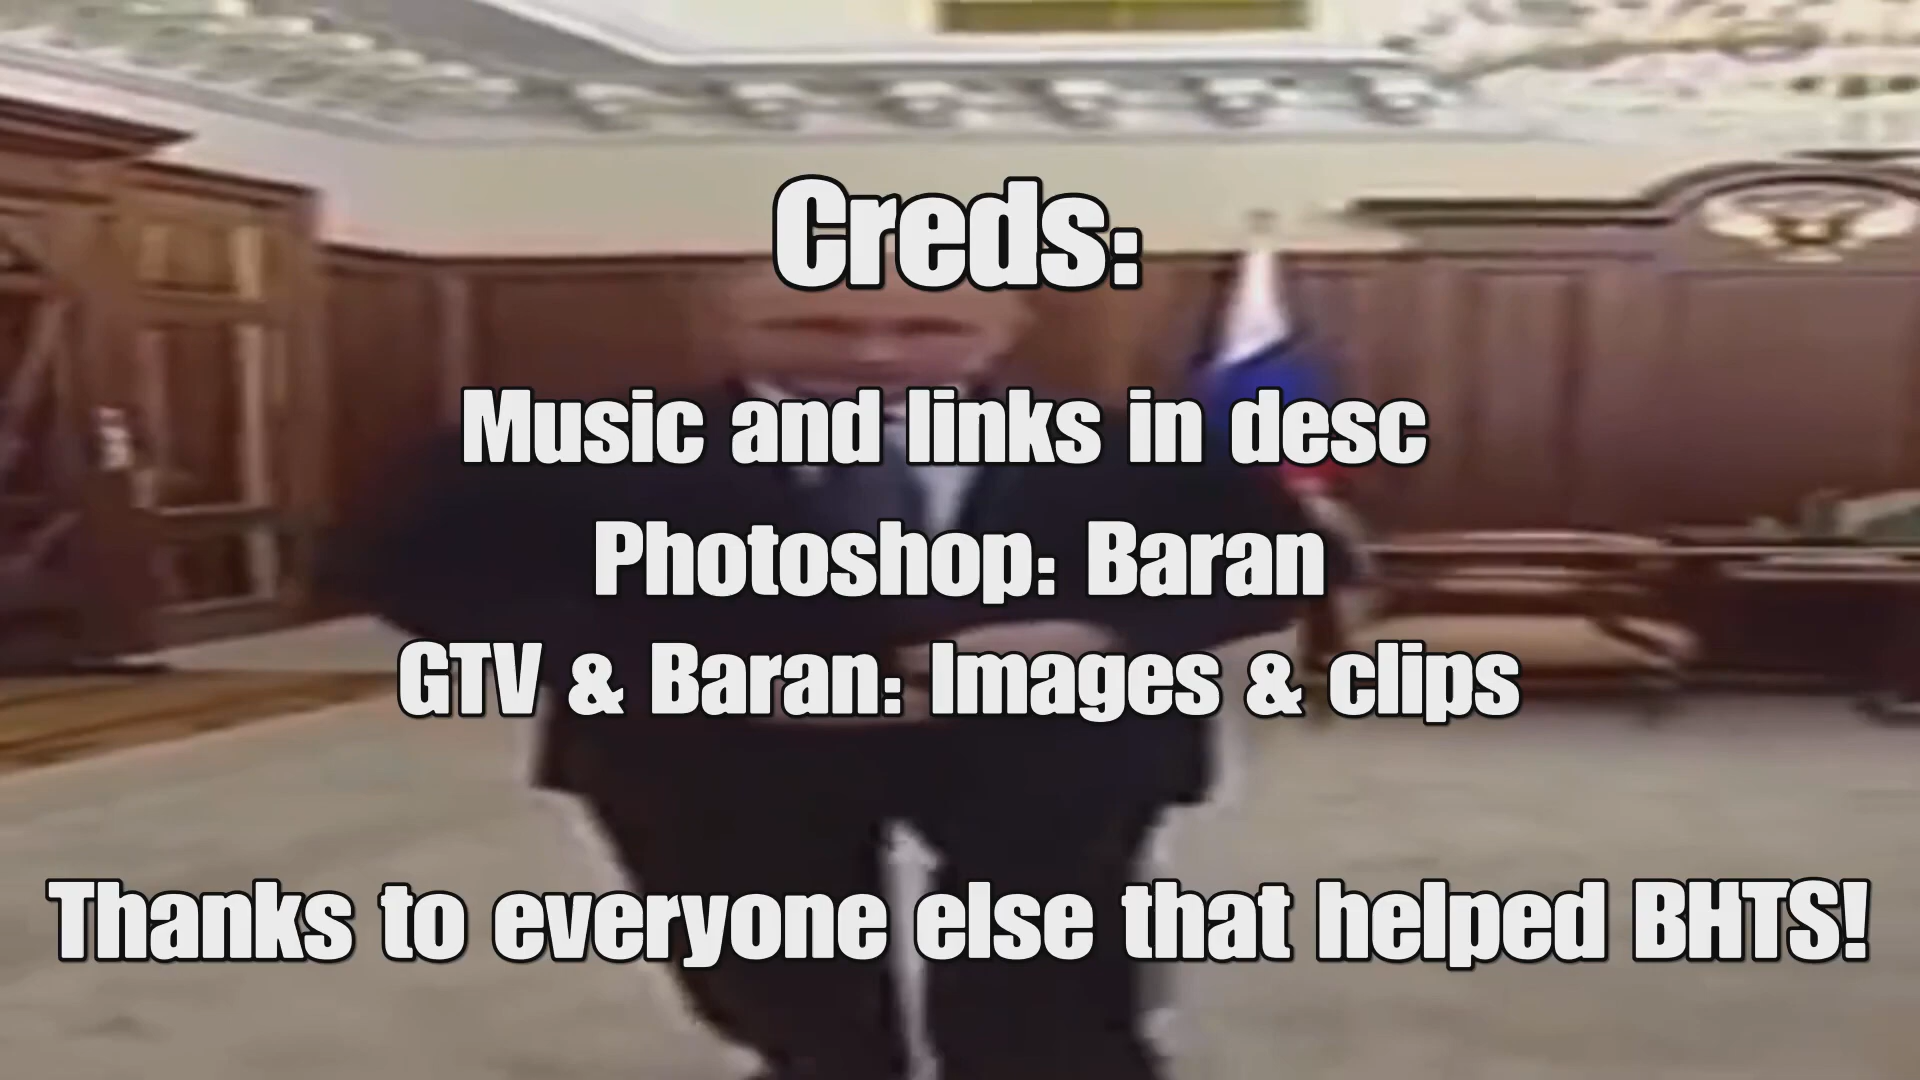 Creds:
Music and links in desc
Photoshop: Baran
GTV & Baran: Images & clips
Thanks to everyone else that helped BHTS!